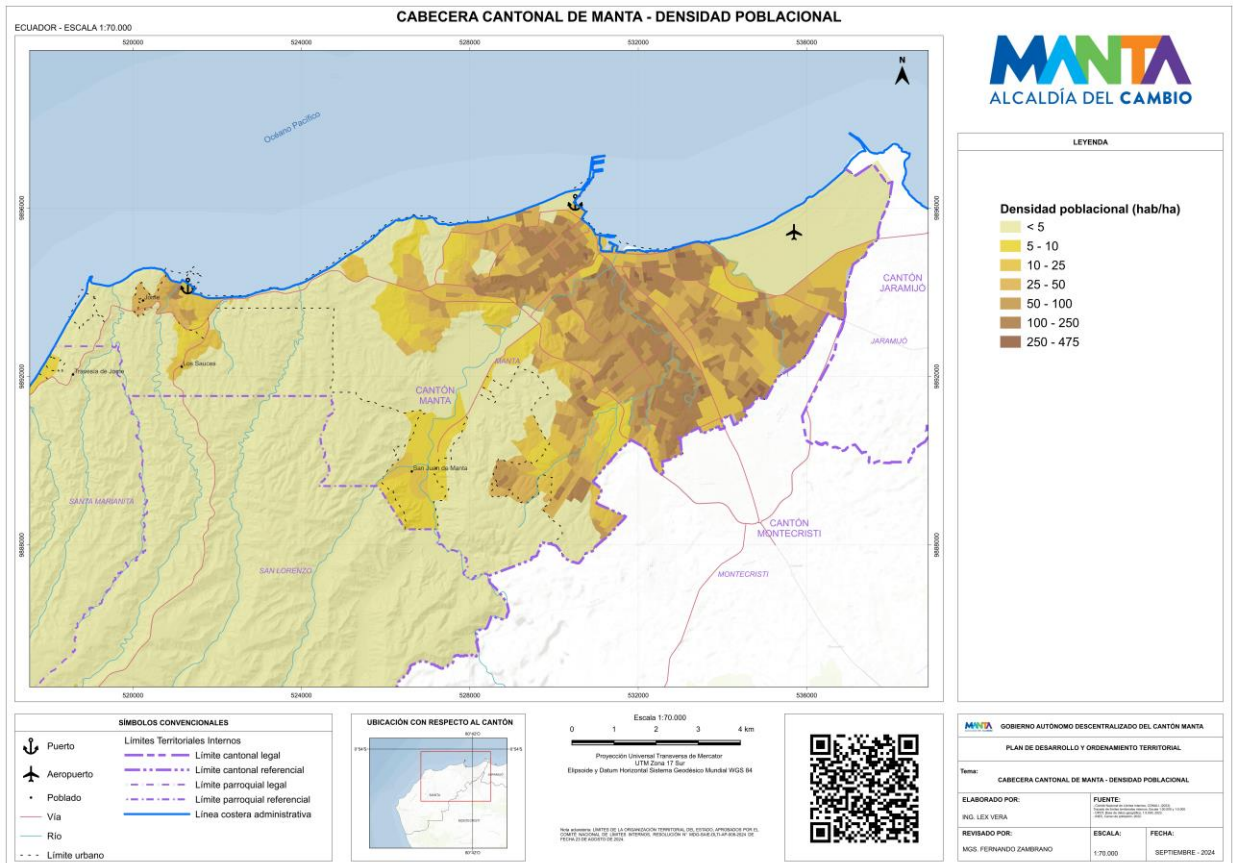 CABECERA CANTONAL DE MANTA - DENSIDAD POBLACIONAL
ECUADOR - ESCALA 1:70.000
520000
524000
528000
532000
536000
N
Océano Pacífico
9896000
9896000
CANTÓN
JARAMIJÓ
JARAMIJÓ
Los Sauces
9892000
9892000
MANTA
CANTÓN
MANTA
San Juan de Manta
SANTA MARIANITA
SAN LORENZO
9888000
9888000
CANTÓN
MONTECRISTI
MONTECRISTI
520000
524000
528000
532000
536000
MANTA
ALCALDÍA DEL CAMBIO
LEYENDA
Densidad poblacional (hab/ha)
< 5
5 - 10
10 - 25
25 - 50
50 - 100
100 - 250
250 - 475
SÍMBOLOS CONVENCIONALES
Puerto
Aeropuerto
Poblado
Vía
Río
Límite urbano
Límites Territoriales Internos
Límite cantonal legal
Límite cantonal referencial
Límite parroquial legal
Límite parroquial referencial
Línea costera administrativa
UBICACIÓN CON RESPECTO AL CANTÓN
Escala 1:70.000
0 1 2 3 4 km
Proyección Universal Transversa de Mercator
UTM Zona 17 Sur
Elipsoide y Datum Horizontal Sistema Geodésico Mundial WGS 84
MANTA
GOBIERNO AUTÓNOMO DESCENTRALIZADO DEL CANTÓN MANTA
PLAN DE DESARROLLO Y ORDENAMIENTO TERRITORIAL
Tema:
CABECERA CANTONAL DE MANTA - DENSIDAD POBLACIONAL
ELABORADO POR:
ING. LEX VERA
FUENTE:
REVISADO POR:
MGS. FERNANDO ZAMBRANO
ESCALA:
1:70.000
FECHA:
SEPTIEMBRE - 2024